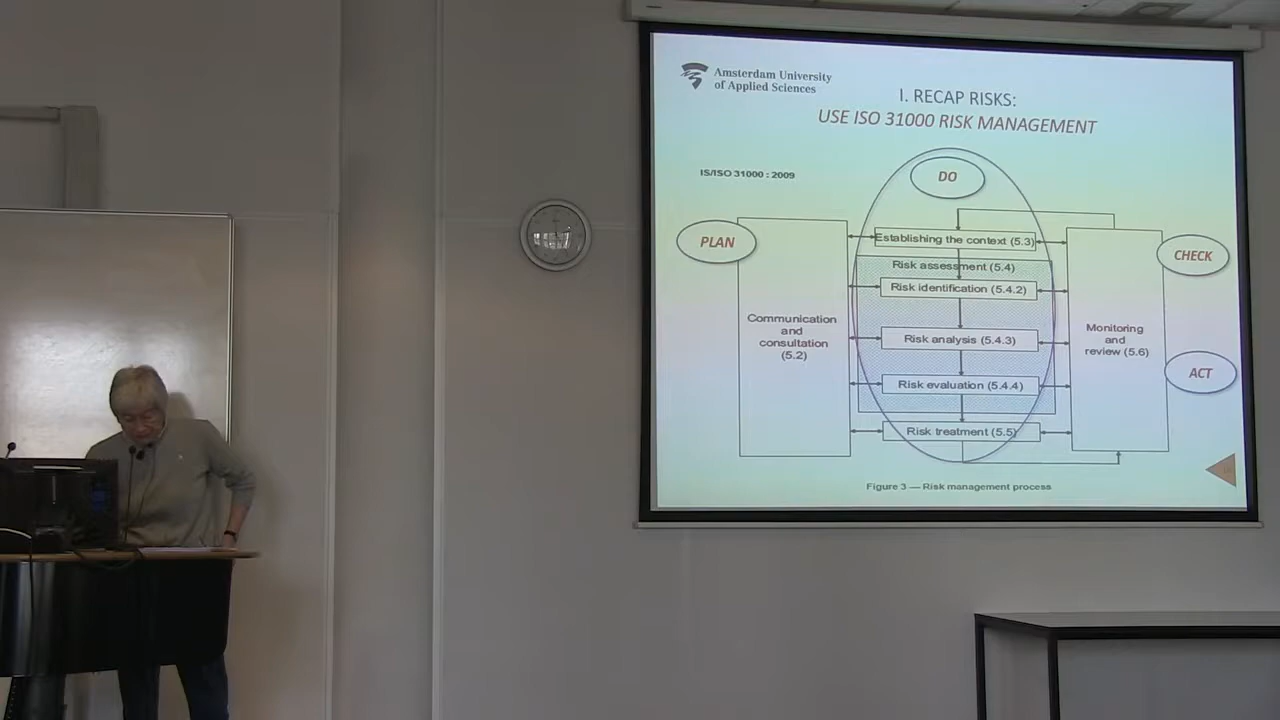 Amsterdam University
of Applied Sciences
I. RECAP RISKS:
USE ISO 31000 RISK MANAGEMENT
IS/ISO 31000 : 2009
DO
PLAN
CHECK
ACT
Establishing the context (5.3)
Risk assessment (5.4)
Risk identification (5.4.2)
Risk analysis (5.4.3)
Risk evaluation (5.4.4)
Risk treatment (5.5)
Communication
and
consultation
(5.2)
Monitoring
and
review (5.6)
Figure 3 — Risk management process